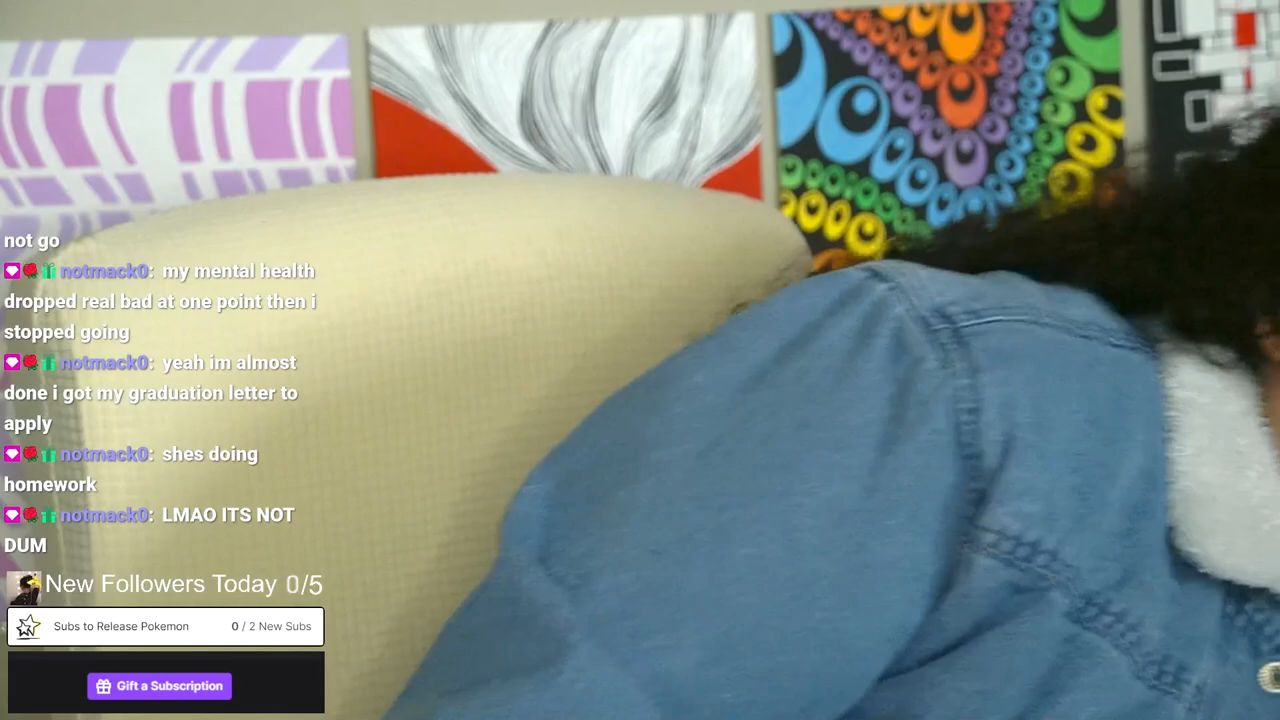 not go
notmack0: my mental health
dropped real bad at one point then i
stopped going
notmack0: yeah im almost
done i got my graduation letter to
apply
notmack0: shes doing
homework
notmack0: LMAO ITS NOT
DUM
New Followers Today 0/5
Subs to Release Pokemon 0 / 2 New Subs
Gift a Subscription